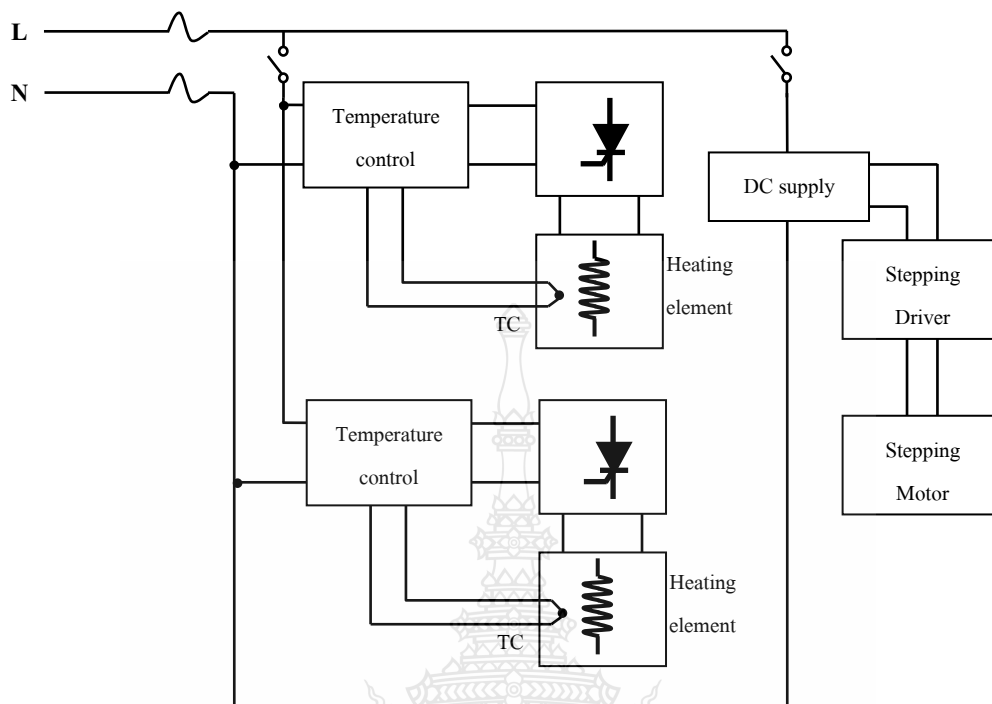 L
N
Temperature
control
DC supply
Heating
element
TC
Stepping
Driver
Temperature
control
Stepping
Motor
Heating
element
TC